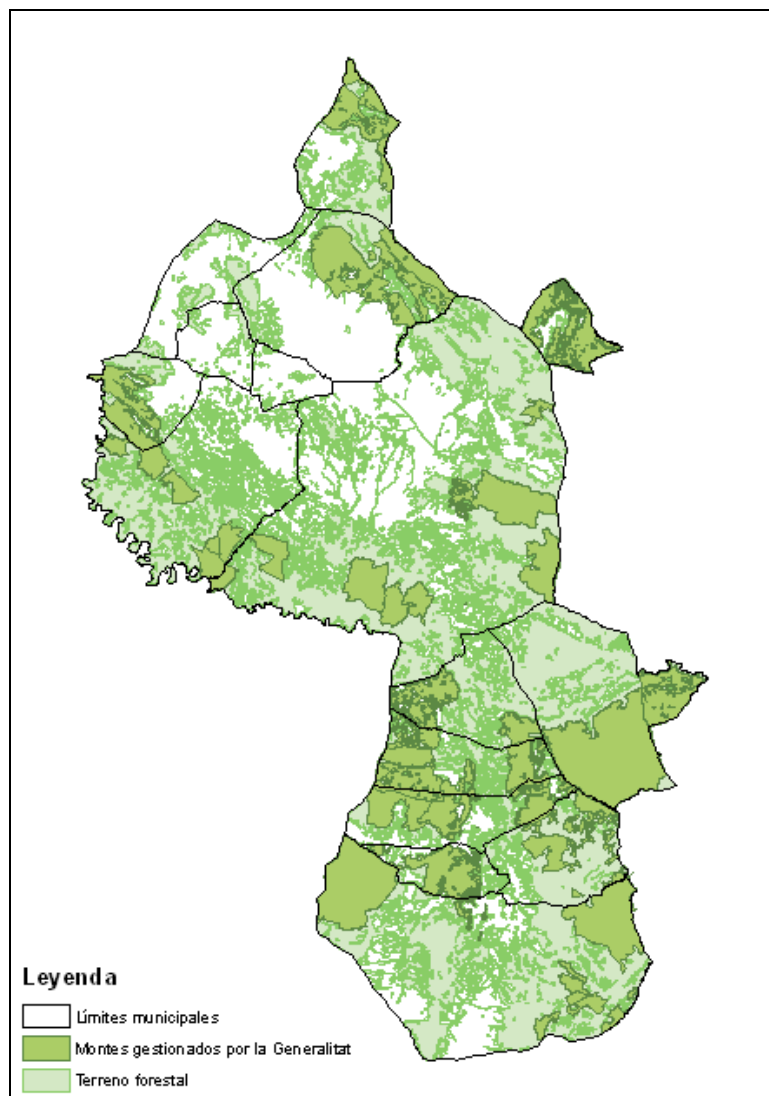 Leyenda
Límites municipales
Montes gestionados por la Generalitat
Terreno forestal